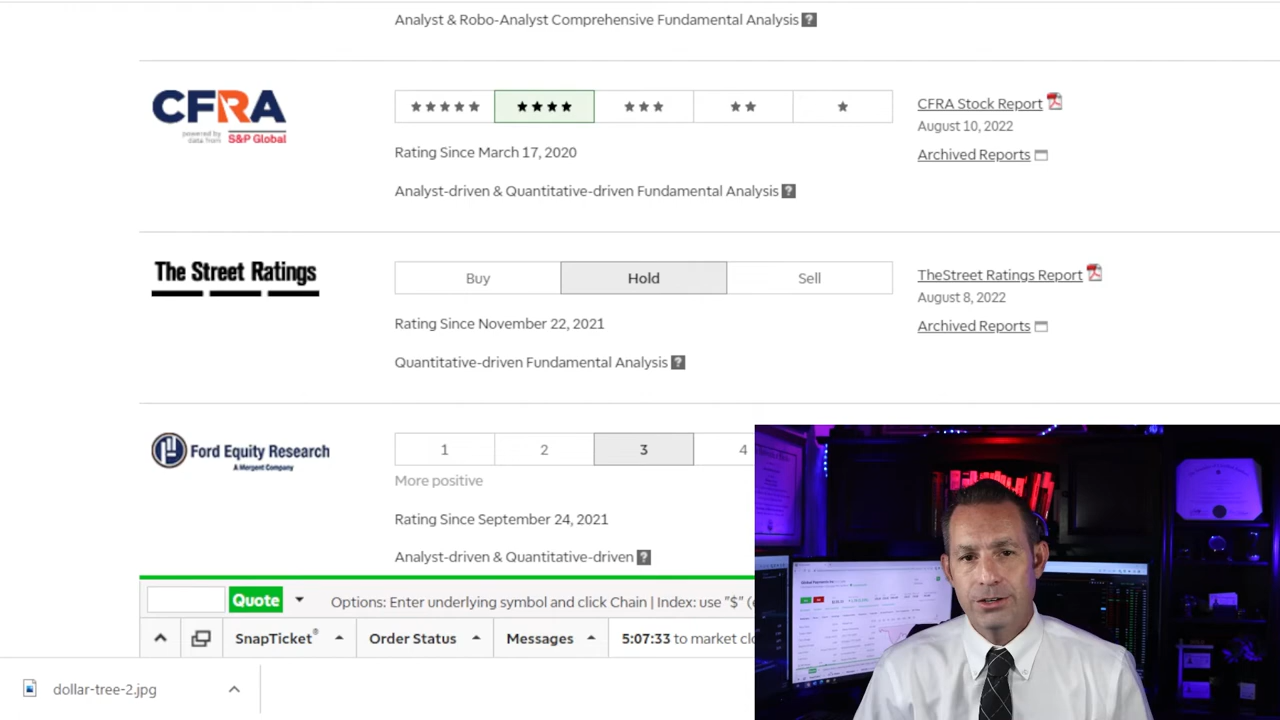 Analyst & Robo-Analyst Comprehensive Fundamental Analysis ?
CFRA
powered by
data from
S&P Global
★★★★★ ★★★★ ★★★ ★★ ★
Rating Since March 17, 2020
Analyst-driven & Quantitative-driven Fundamental Analysis ?
CFRA Stock Report
August 10, 2022
Archived Reports
The Street Ratings
Buy Hold Sell
Rating Since November 22, 2021
Quantitative-driven Fundamental Analysis ?
TheStreet Ratings Report
August 8, 2022
Archived Reports
Ford Equity Research
A Mergent Company
1 2 3 4
More positive
Rating Since September 24, 2021
Analyst-driven & Quantitative-driven ?
Quote Options: Enter underlying symbol and click Chain | Index: use "$" (
SnapTicket® Order Status Messages 5:07:33 to market clo
dollar-tree-2.jpg